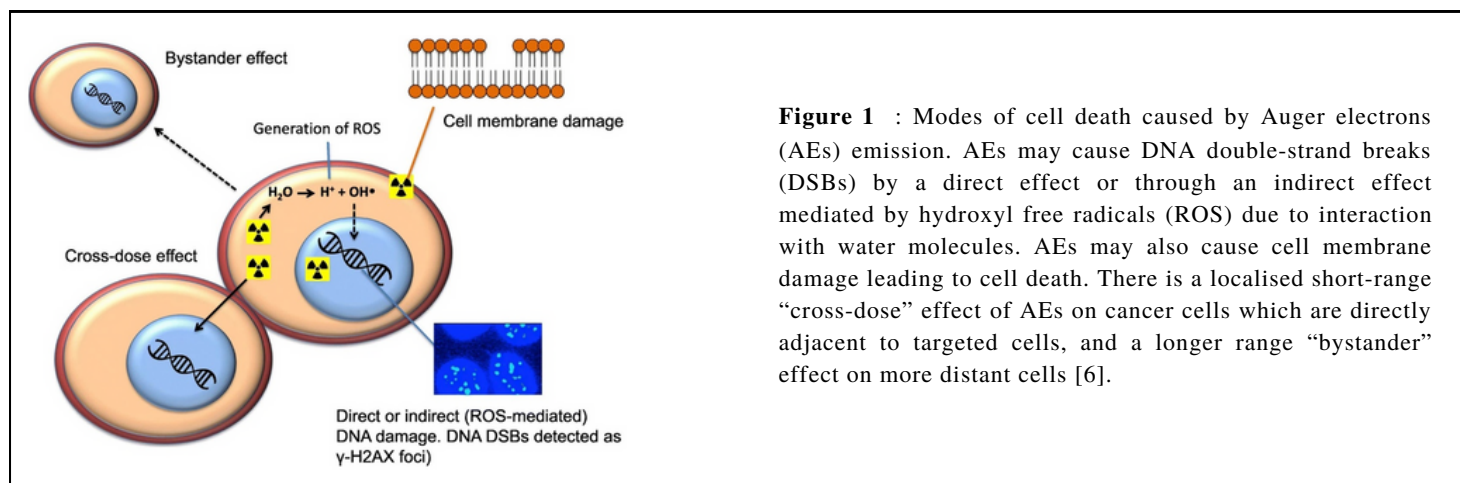 Bystander effect
Cell membrane damage
Generation of ROS
H₂O → H⁺ + OH•
Cross-dose effect
Direct or indirect (ROS-mediated)
DNA damage. DNA DSBs detected as
γ-H2AX foci)
Figure 1 : Modes of cell death caused by Auger electrons
(AEs) emission. AEs may cause DNA double-strand breaks
(DSBs) by a direct effect or through an indirect effect
mediated by hydroxyl free radicals (ROS) due to interaction
with water molecules. AEs may also cause cell membrane
damage leading to cell death. There is a localised short-range
“cross-dose” effect of AEs on cancer cells which are directly
adjacent to targeted cells, and a longer range “bystander”
effect on more distant cells [6].